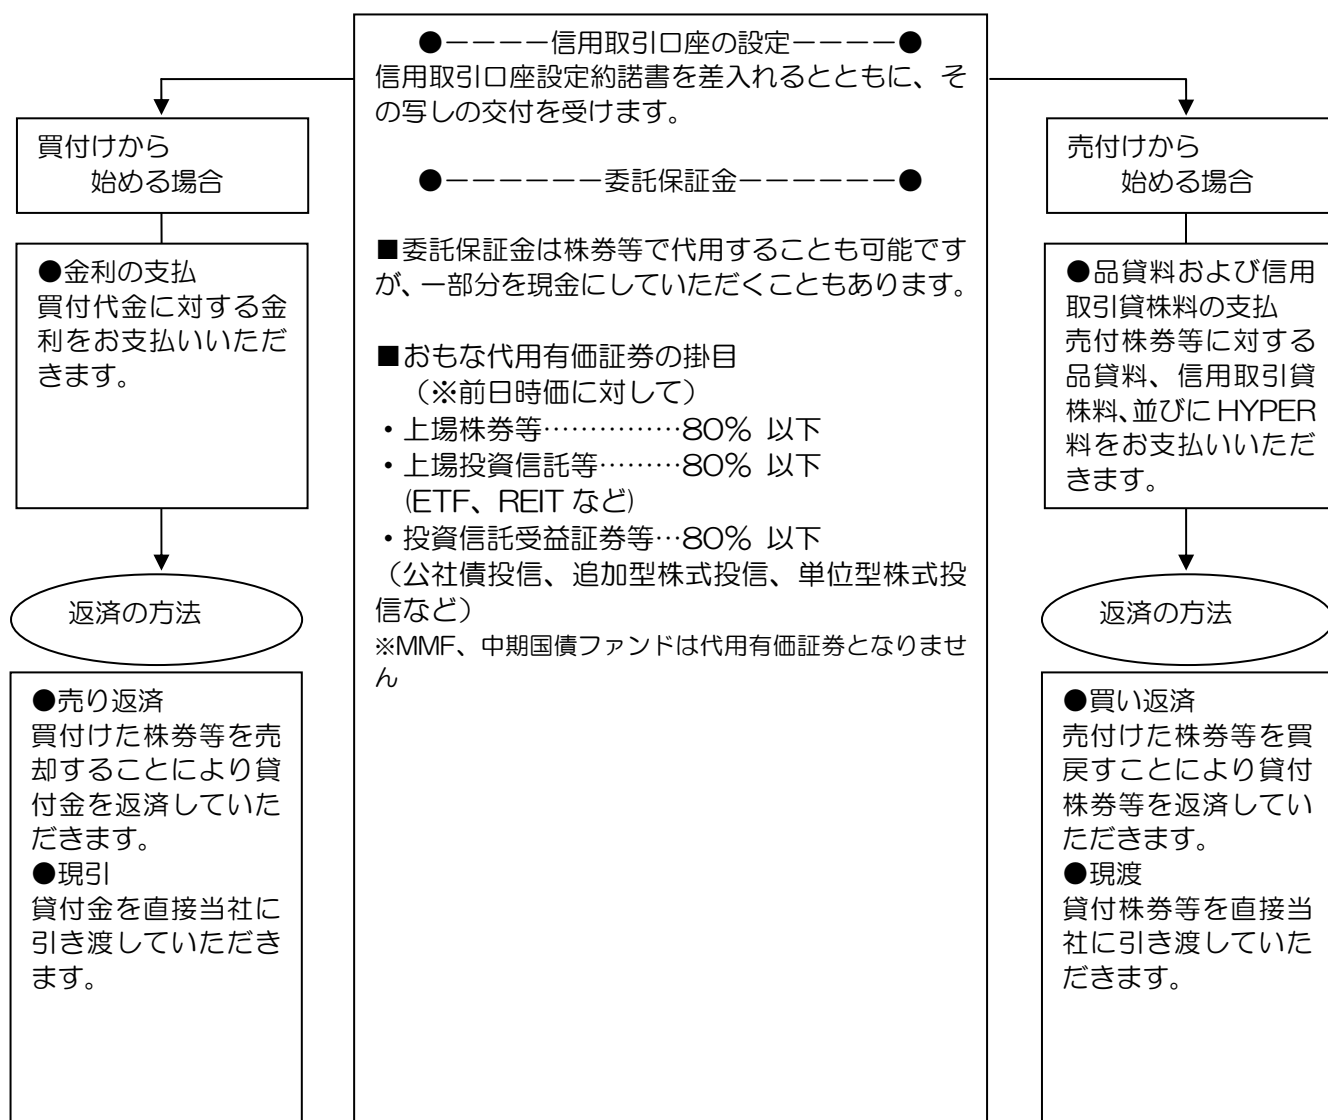 ●ーーーー信用取引口座の設定ーーーー●
信用取引口座設定約諾書を差入れるとともに、そ
の写しの交付を受けます。
●ーーーーーー委託保証金ーーーーーー●
■委託保証金は株券等で代用することも可能です
が、一部分を現金にしていただくこともあります。
■おもな代用有価証券の掛目
（※前日時価に対して）
・上場株券等……………80% 以下
・上場投資信託等………80% 以下
(ETF、REIT など)
・投資信託受益証券等…80% 以下
（公社債投信、追加型株式投信、単位型株式投
信など）
※MMF、中期国債ファンドは代用有価証券となりませ
ん
買付けから
始める場合
●金利の支払
買付代金に対する金
利をお支払いいただ
きます。
返済の方法
●売り返済
買付けた株券等を売
却することにより貸
付金を返済していた
だきます。
●現引
貸付金を直接当社に
引き渡していただき
ます。
売付けから
始める場合
●品貸料および信用
取引貸株料の支払
売付株券等に対する
品貸料、信用取引貸
株料、並びに HYPER
料をお支払いいただ
きます。
返済の方法
●買い返済
売付けた株券等を買
戻すことにより貸付
株券等を返済してい
ただきます。
●現渡
貸付株券等を直接当
社に引き渡していた
だきます。